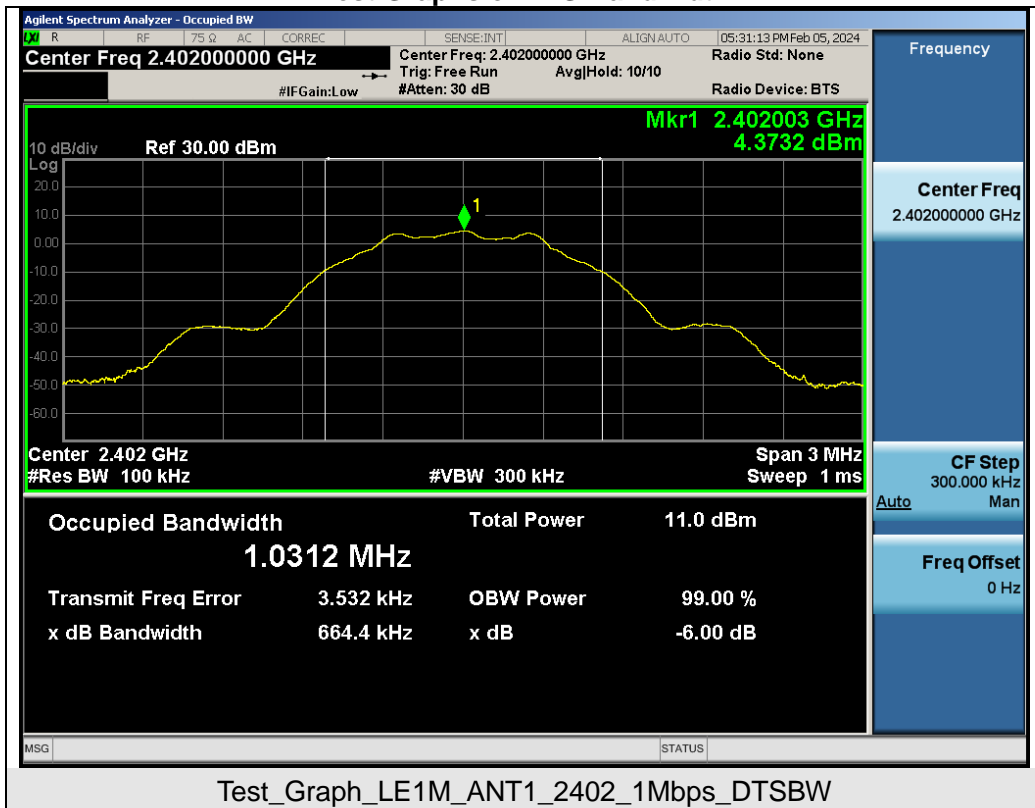 Agilent Spectrum Analyzer - Occupied BW
LXI R RF 75 Ω AC CORREC SENSE:INT ALIGN AUTO 05:31:13 PM Feb 05, 2024
Center Freq 2.402000000 GHz
Center Freq: 2.402000000 GHz Radio Std: None
Trig: Free Run Avg|Hold: 10/10
#IFGain:Low #Atten: 30 dB Radio Device: BTS
Mkr1 2.402003 GHz
4.3732 dBm
10 dB/div Ref 30.00 dBm
Log
20.0
10.0
0.00
-10.0
-20.0
-30.0
-40.0
-50.0
-60.0
1
Center 2.402 GHz Span 3 MHz
#Res BW 100 kHz #VBW 300 kHz Sweep 1 ms
Occupied Bandwidth Total Power 11.0 dBm
1.0312 MHz
Transmit Freq Error 3.532 kHz OBW Power 99.00 %
x dB Bandwidth 664.4 kHz x dB -6.00 dB
Frequency
Center Freq
2.402000000 GHz
CF Step
300.000 kHz
Auto Man
Freq Offset
0 Hz
MSG STATUS
Test_Graph_LE1M_ANT1_2402_1Mbps_DTSBW